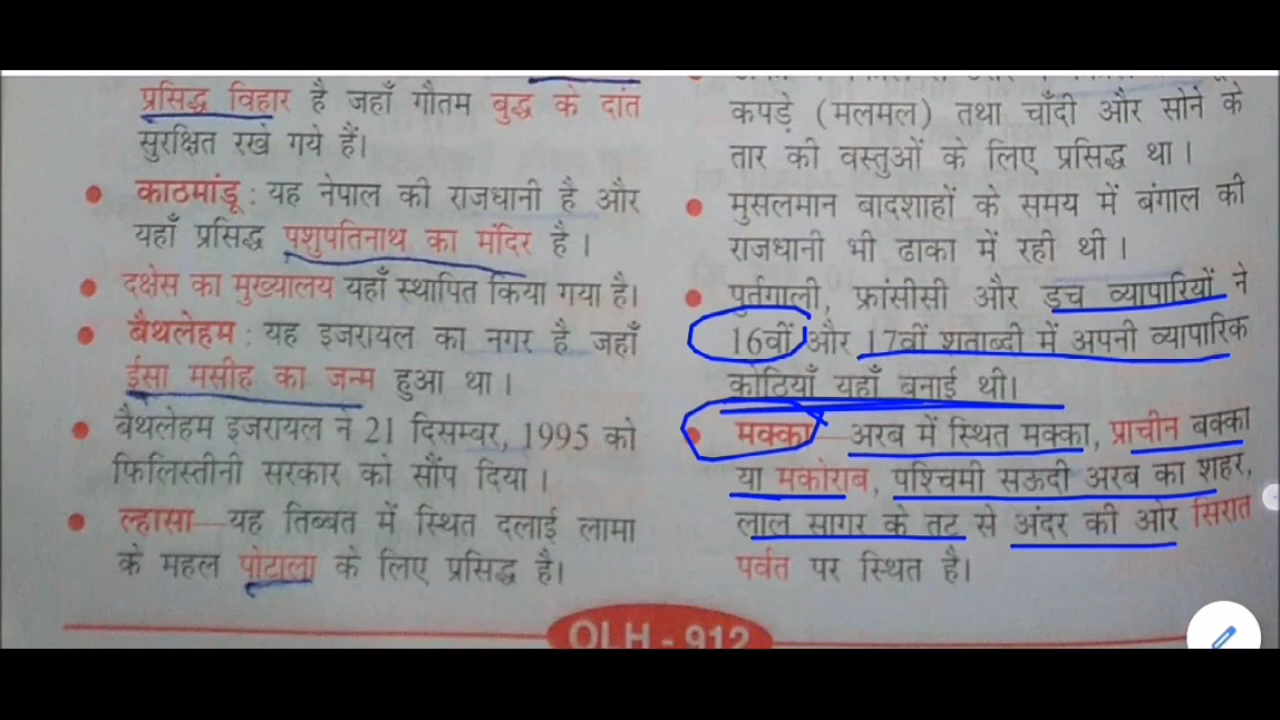 प्रसिद्ध विहार है जहाँ गौतम बुद्ध के दांत
सुरक्षित रखे गये हैं।
काठमांडू : यह नेपाल की राजधानी है और
यहाँ प्रसिद्ध पशुपतिनाथ का मंदिर है ।
दक्षेस का मुख्यालय यहाँ स्थापित किया गया है।
बैथलेहम : यह इजरायल का नगर है जहाँ
ईसा मसीह का जन्म हुआ था ।
बैथलेहम इजरायल ने 21 दिसम्बर, 1995 को
फिलिस्तीनी सरकार को सौंप दिया ।
ल्हासा—यह तिब्बत में स्थित दलाई लामा
के महल पोटाला के लिए प्रसिद्ध है।
कपड़े (मलमल) तथा चाँदी और सोने के
तार की वस्तुओं के लिए प्रसिद्ध था ।
मुसलमान बादशाहों के समय में बंगाल की
राजधानी भी ढाका में रही थी ।
पुर्तगाली, फ्रांसीसी और डच व्यापारियों ने
16वीं और 17वीं शताब्दी में अपनी व्यापारिक
कोठियाँ यहाँ बनाई थी।
मक्का—अरब में स्थित मक्का, प्राचीन बक्का
या मकोराब, पश्चिमी सऊदी अरब का शहर,
लाल सागर के तट से अंदर की ओर सिरात
पर्वत पर स्थित है।
OLH - 912